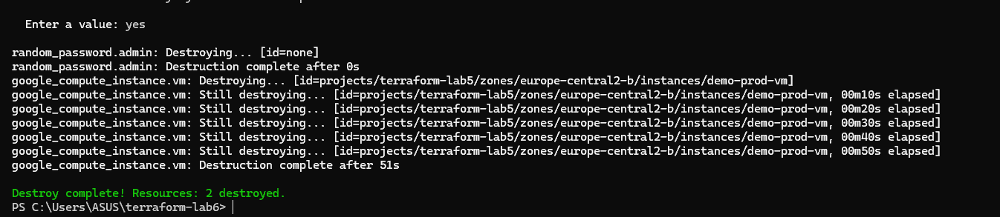 Enter a value: yes
random_password.admin: Destroying... [id=none]
random_password.admin: Destruction complete after 0s
google_compute_instance.vm: Destroying... [id=projects/terraform-lab5/zones/europe-central2-b/instances/demo-prod-vm]
google_compute_instance.vm: Still destroying... [id=projects/terraform-lab5/zones/europe-central2-b/instances/demo-prod-vm, 00m10s elapsed]
google_compute_instance.vm: Still destroying... [id=projects/terraform-lab5/zones/europe-central2-b/instances/demo-prod-vm, 00m20s elapsed]
google_compute_instance.vm: Still destroying... [id=projects/terraform-lab5/zones/europe-central2-b/instances/demo-prod-vm, 00m30s elapsed]
google_compute_instance.vm: Still destroying... [id=projects/terraform-lab5/zones/europe-central2-b/instances/demo-prod-vm, 00m40s elapsed]
google_compute_instance.vm: Still destroying... [id=projects/terraform-lab5/zones/europe-central2-b/instances/demo-prod-vm, 00m50s elapsed]
google_compute_instance.vm: Destruction complete after 51s
Destroy complete! Resources: 2 destroyed.
PS C:\Users\ASUS\terraform-lab6>